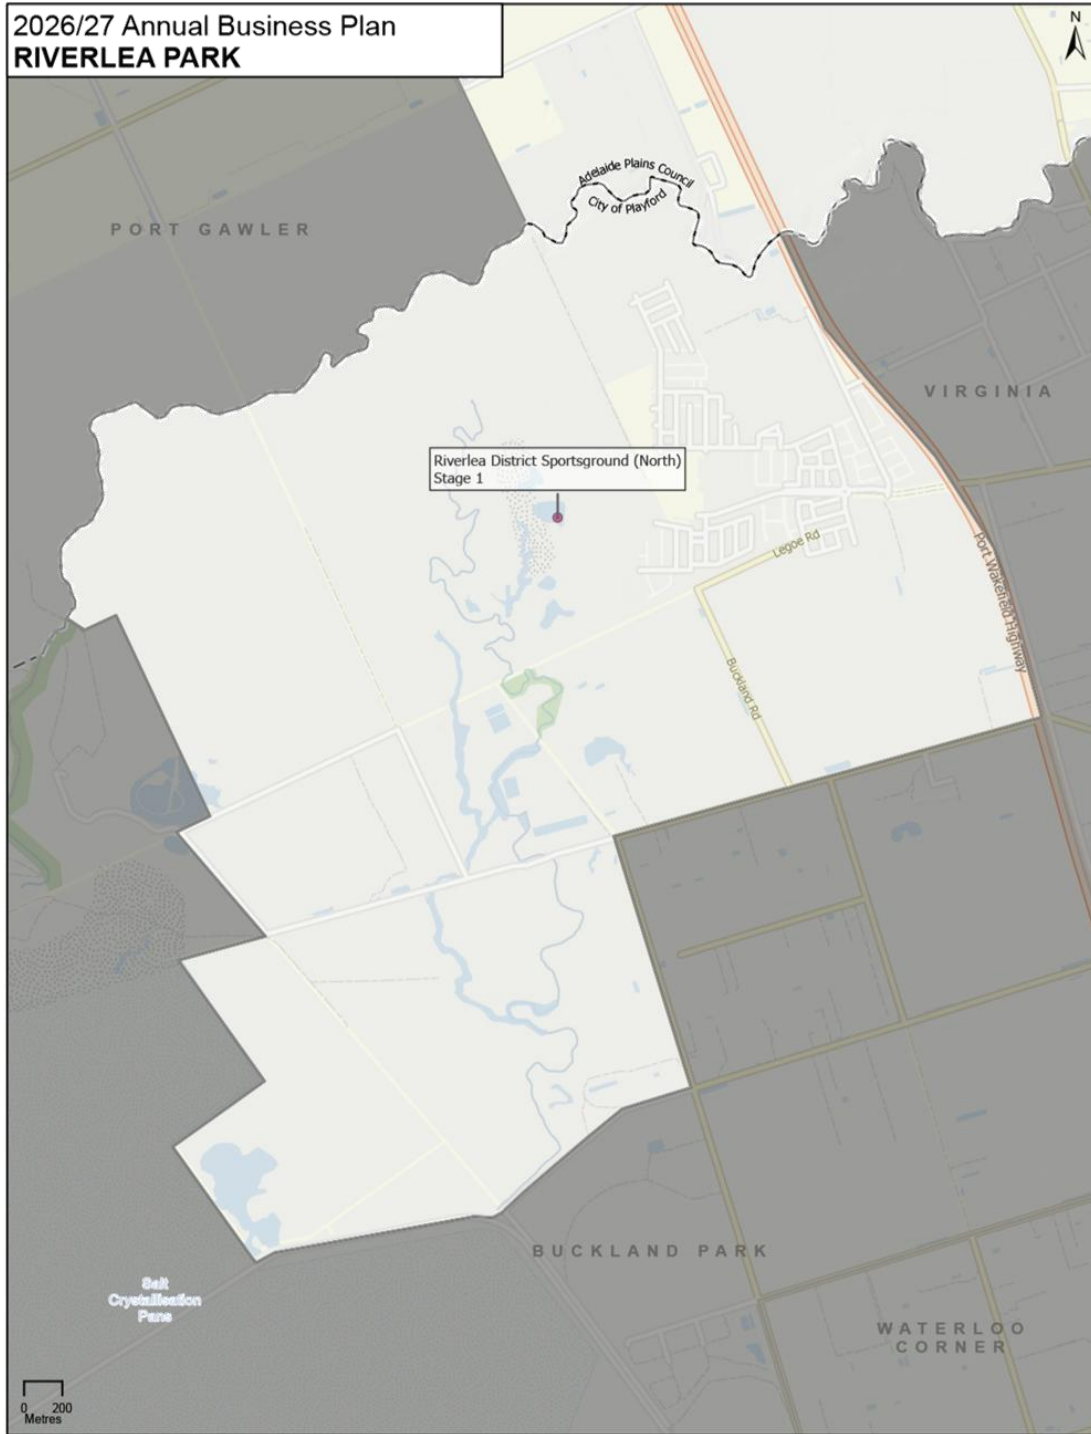 2026/27 Annual Business Plan
RIVERLEA PARK
N
Adelaide Plains Council
City of Playford
PORT GAWLER
VIRGINIA
Riverlea District Sportsground (North)
Stage 1
Legoe Rd
Port Wakefield Highway
Buckland Rd
BUCKLAND PARK
Salt
Crystallisation
Pans
WATERLOO
CORNER
0 200
Metres